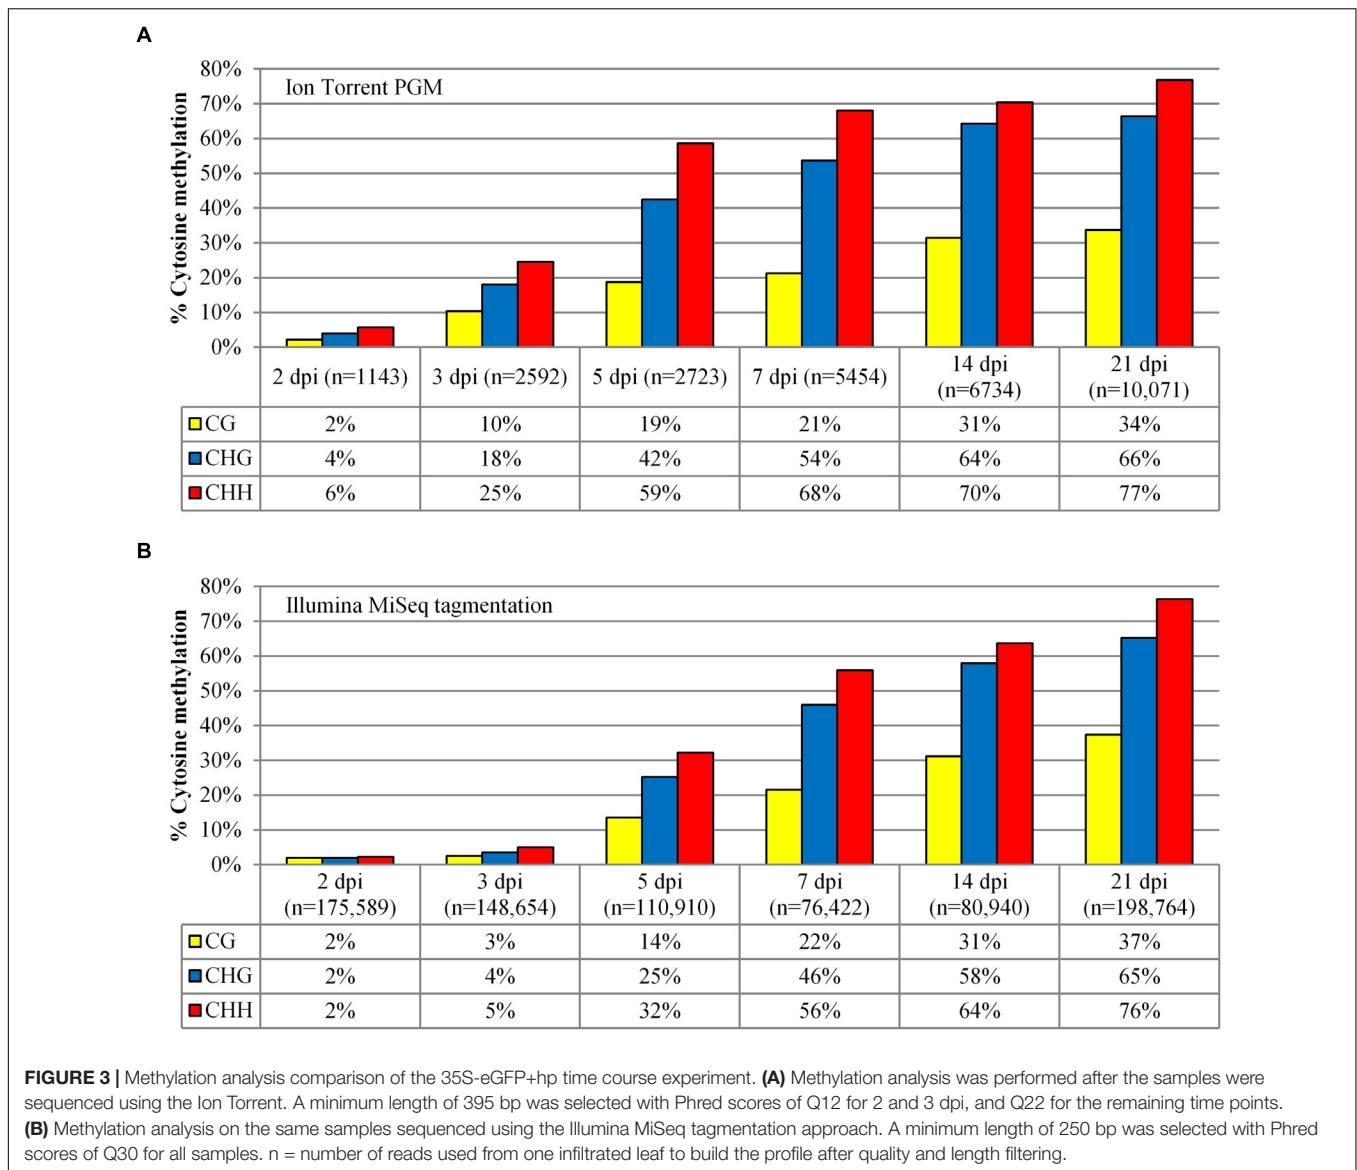 A
80%
Ion Torrent PGM
70%
60%
50%
40%
30%
20%
10%
0%
% Cytosine methylation
2 dpi (n=1143) 3 dpi (n=2592) 5 dpi (n=2723) 7 dpi (n=5454) 14 dpi (n=6734) 21 dpi (n=10,071)
CG 2% 10% 19% 21% 31% 34%
CHG 4% 18% 42% 54% 64% 66%
CHH 6% 25% 59% 68% 70% 77%
B
80%
Illumina MiSeq tagmentation
70%
60%
50%
40%
30%
20%
10%
0%
% Cytosine methylation
2 dpi 3 dpi 5 dpi 7 dpi 14 dpi 21 dpi
(n=175,589) (n=148,654) (n=110,910) (n=76,422) (n=80,940) (n=198,764)
CG 2% 3% 14% 22% 31% 37%
CHG 2% 4% 25% 46% 58% 65%
CHH 2% 5% 32% 56% 64% 76%
FIGURE 3 | Methylation analysis comparison of the 35S-eGFP+hp time course experiment. (A) Methylation analysis was performed after the samples were
sequenced using the Ion Torrent. A minimum length of 395 bp was selected with Phred scores of Q12 for 2 and 3 dpi, and Q22 for the remaining time points.
(B) Methylation analysis on the same samples sequenced using the Illumina MiSeq tagmentation approach. A minimum length of 250 bp was selected with Phred
scores of Q30 for all samples. n = number of reads used from one infiltrated leaf to build the profile after quality and length filtering.